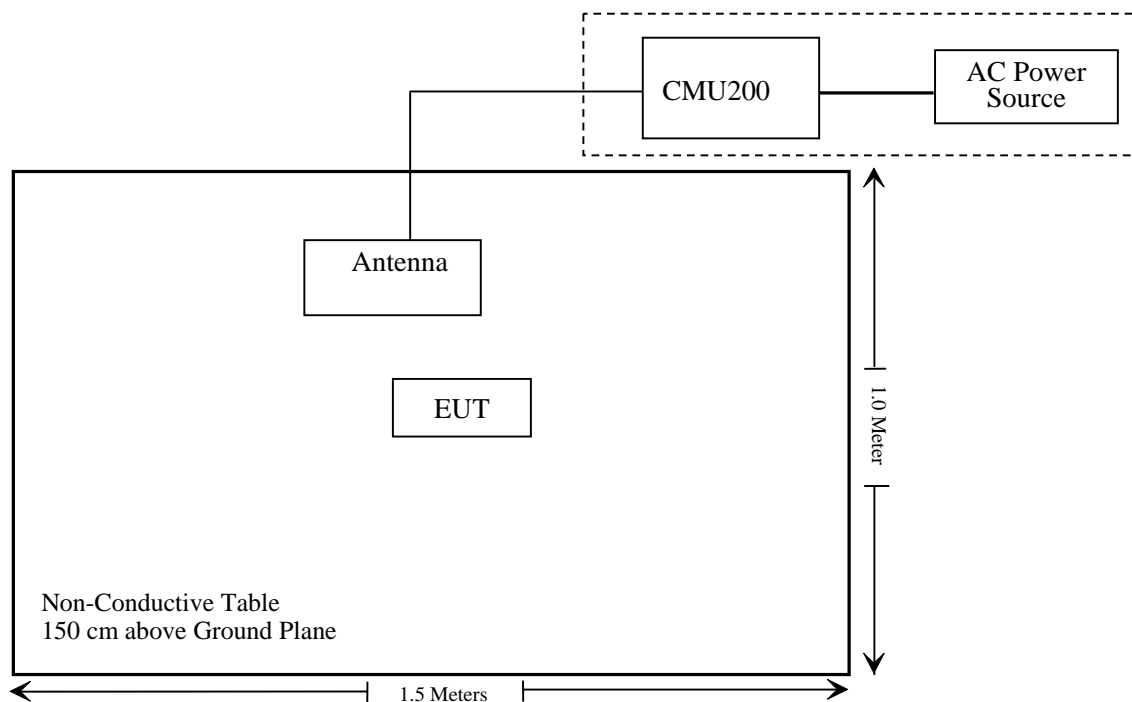 CMU200
AC Power
Source
Antenna
EUT
1.0 Meter
Non-Conductive Table
150 cm above Ground Plane
1.5 Meters